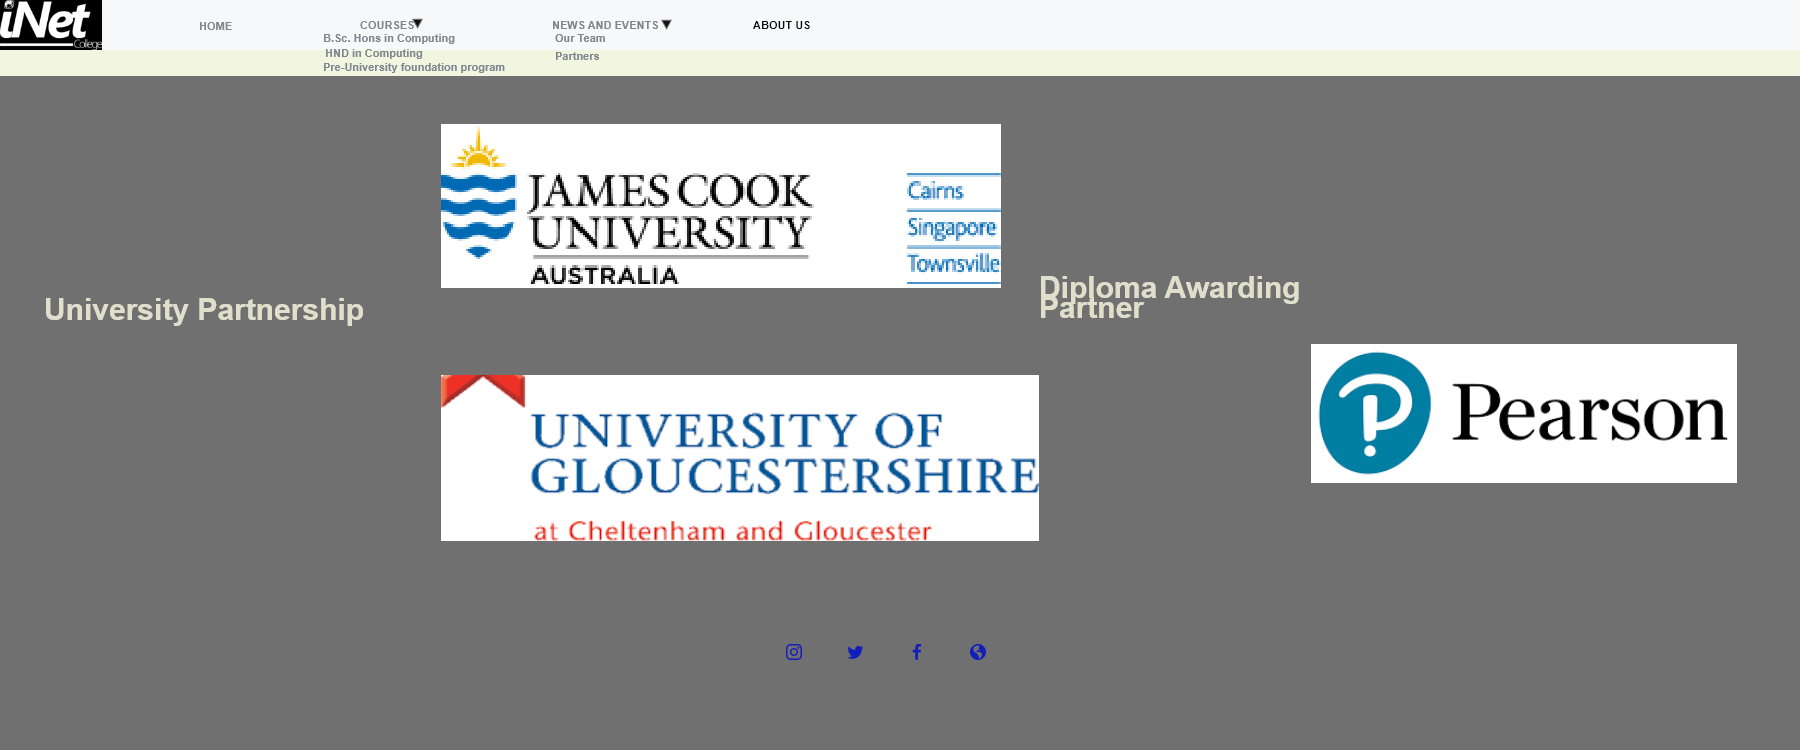 iNet
College
HOME
COURSES
NEWS AND EVENTS
ABOUT US
B.Sc. Hons in Computing
HND in Computing
Pre-University foundation program
Our Team
Partners
University Partnership
JAMES COOK
UNIVERSITY
AUSTRALIA
Cairns
Singapore
Townsville
UNIVERSITY OF
GLOUCESTERSHIRE
at Cheltenham and Gloucester
Diploma Awarding
Partner
Pearson